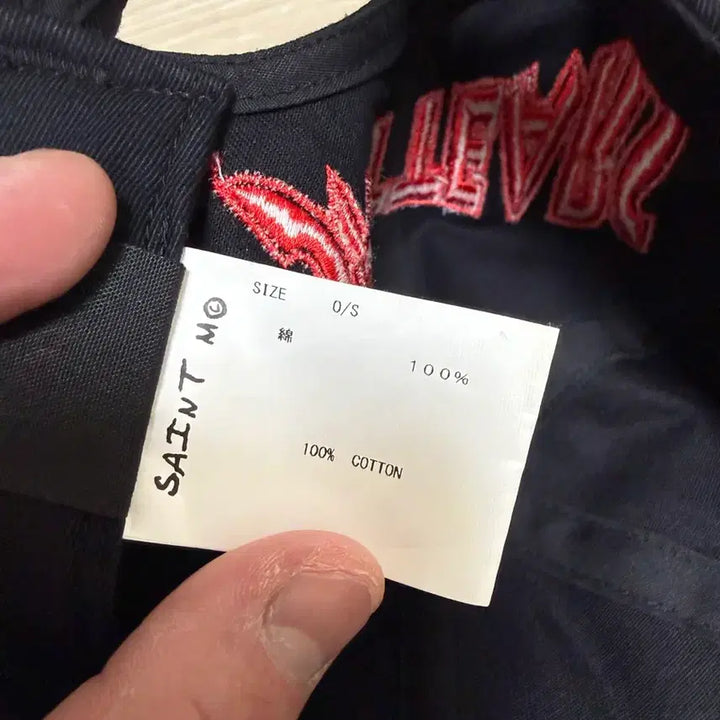 SAINT M©
SIZE O/S
綿 100%
100% COTTON